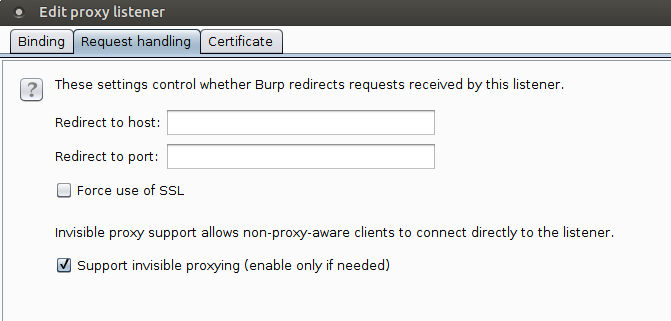 Edit proxy listener
Binding Request handling Certificate
? These settings control whether Burp redirects requests received by this listener.
Redirect to host:
Redirect to port:
Force use of SSL
Invisible proxy support allows non-proxy-aware clients to connect directly to the listener.
Support invisible proxying (enable only if needed)